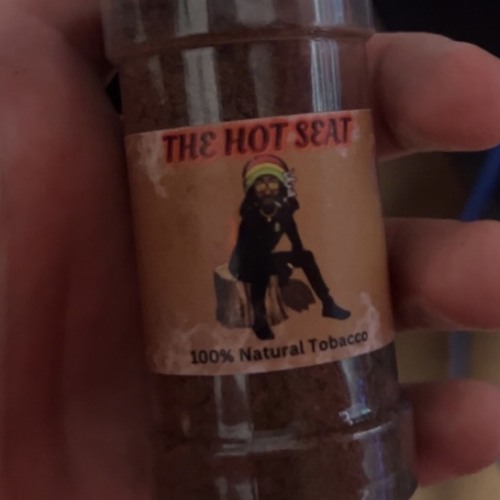 THE HOT SEAT
100% Natural Tobacco